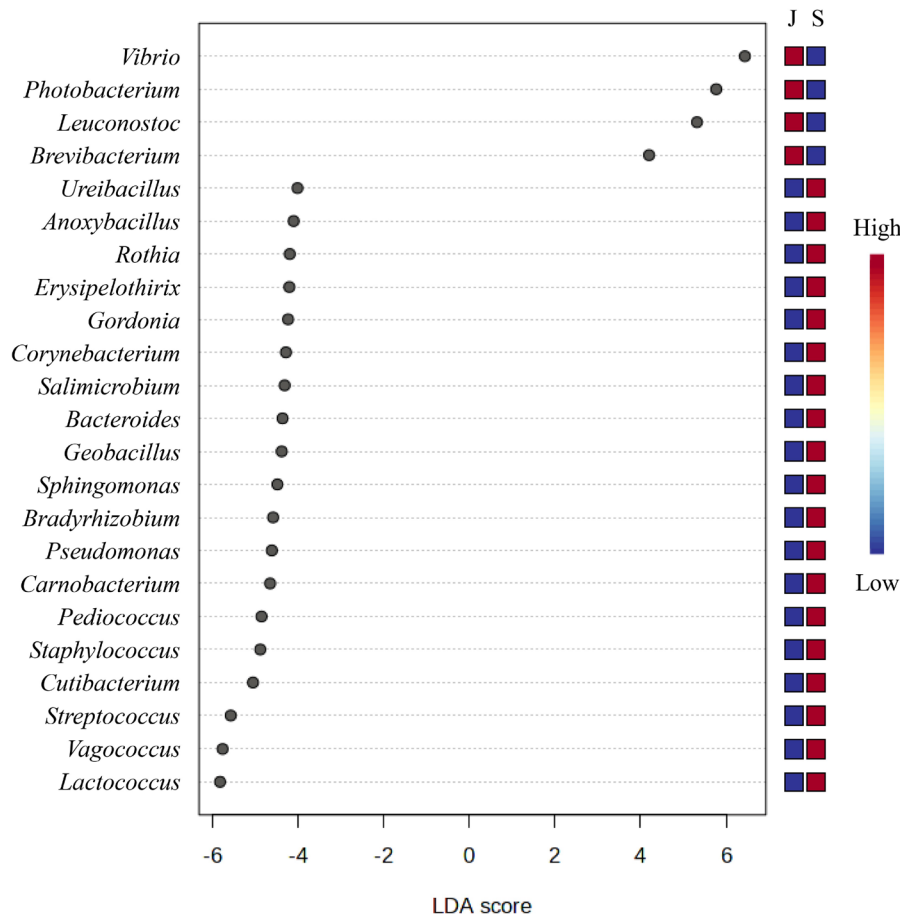 J S
Vibrio
Photobacterium
Leuconostoc
Brevibacterium
Ureibacillus
Anoxybacillus
Rothia
Erysipelothirix
Gordonia
Corynebacterium
Salimicrobium
Bacteroides
Geobacillus
Sphingomonas
Bradyrhizobium
Pseudomonas
Carnobacterium
Pediococcus
Staphylococcus
Cutibacterium
Streptococcus
Vagococcus
Lactococcus
High
Low
-6 -4 -2 0 2 4 6
LDA score